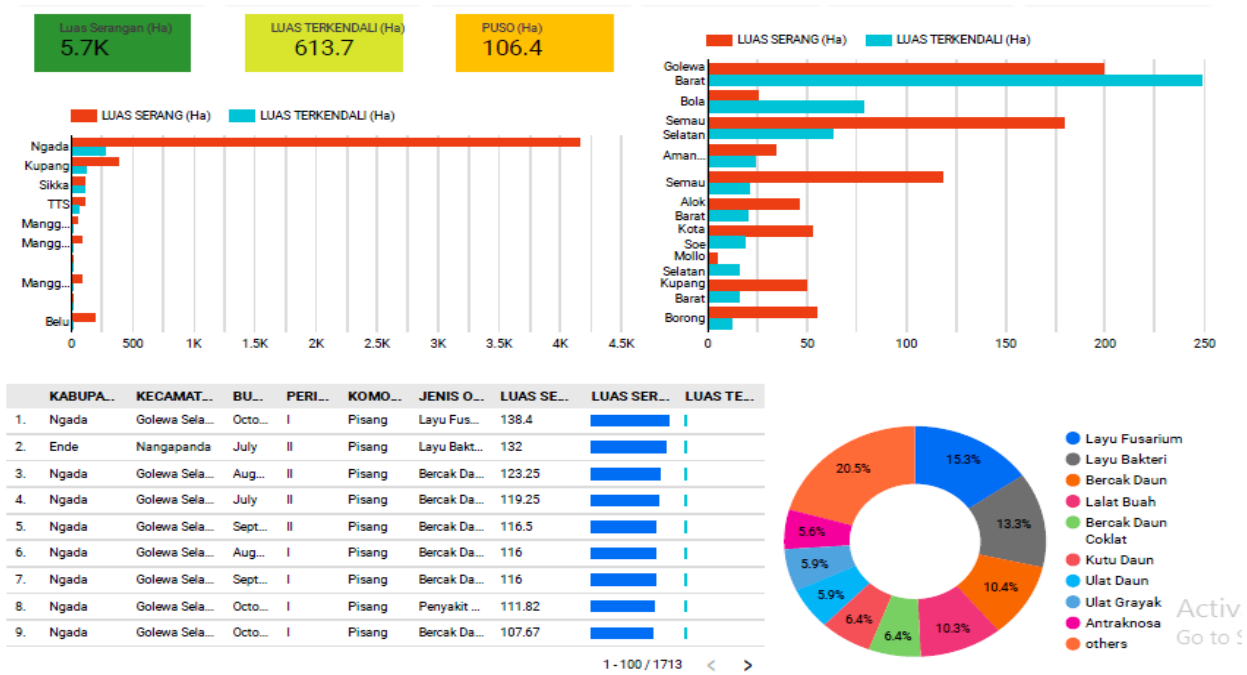 Luas Serangan (Ha)
5.7K
LUAS TERKENDALI (Ha)
613.7
PUSO (Ha)
106.4
LUAS SERANG (Ha) LUAS TERKENDALI (Ha)
Ngada
Kupang
Sikka
TTS
Mangg...
Mangg...
Mangg...
Belu
0 500 1K 1.5K 2K 2.5K 3K 3.5K 4K 4.5K
LUAS SERANG (Ha) LUAS TERKENDALI (Ha)
Golewa
Barat
Bola
Semau
Selatan
Aman...
Semau
Alok
Barat
Kota
Soe
Mollo
Selatan
Kupang
Barat
Borong
0 50 100 150 200 250
KABUPA... KECAMAT... BU... PERI... KOMO... JENIS O... LUAS SE... LUAS SER... LUAS TE...
1. Ngada Golewa Sela... Octo... I Pisang Layu Fus... 138.4
2. Ende Nangapanda July II Pisang Layu Bakt... 132
3. Ngada Golewa Sela... Aug... II Pisang Bercak Da... 123.25
4. Ngada Golewa Sela... July II Pisang Bercak Da... 119.25
5. Ngada Golewa Sela... Sept... II Pisang Bercak Da... 116.5
6. Ngada Golewa Sela... Aug... I Pisang Bercak Da... 116
7. Ngada Golewa Sela... Sept... I Pisang Bercak Da... 116
8. Ngada Golewa Sela... Octo... I Pisang Penyakit ... 111.82
9. Ngada Golewa Sela... Octo... I Pisang Bercak Da... 107.67
1 - 100 / 1713 < >
15.3%
13.3%
10.4%
10.3%
6.4%
6.4%
5.9%
5.9%
5.6%
20.5%
Layu Fusarium
Layu Bakteri
Bercak Daun
Lalat Buah
Bercak Daun
Coklat
Kutu Daun
Ulat Daun
Ulat Grayak
Antraknosa
others
Activ
Go to S